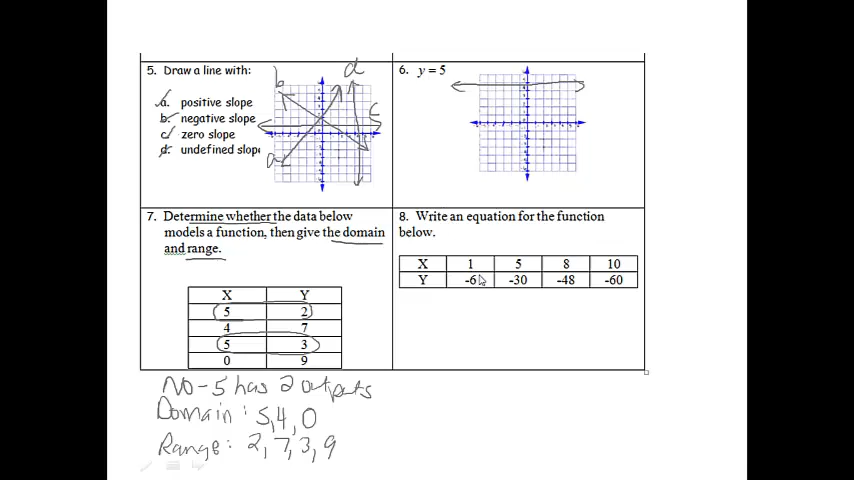 5. Draw a line with:
a. positive slope
b. negative slope
c. zero slope
d. undefined slope
b
d
c
a
6. y = 5
7. Determine whether the data below
models a function, then give the domain
and range.
X Y
5 2
4 7
5 3
0 9
No - 5 has 2 outputs
Domain: 5, 4, 0
Range: 2, 7, 3, 9
8. Write an equation for the function
below.
X 1 5 8 10
Y -6 -30 -48 -60